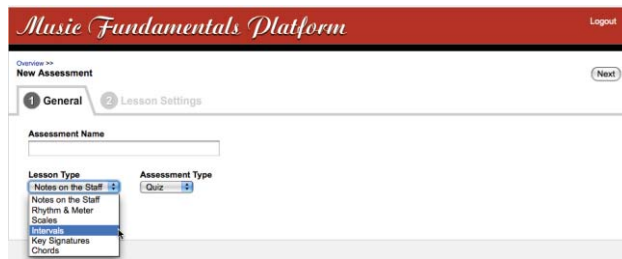 Music Fundamentals Platform
Logout
Overview >>
New Assessment
Next
1 General
2 Lesson Settings
Assessment Name
Lesson Type
Assessment Type
Notes on the Staff
Quiz
Notes on the Staff
Rhythm & Meter
Scales
Intervals
Key Signatures
Chords